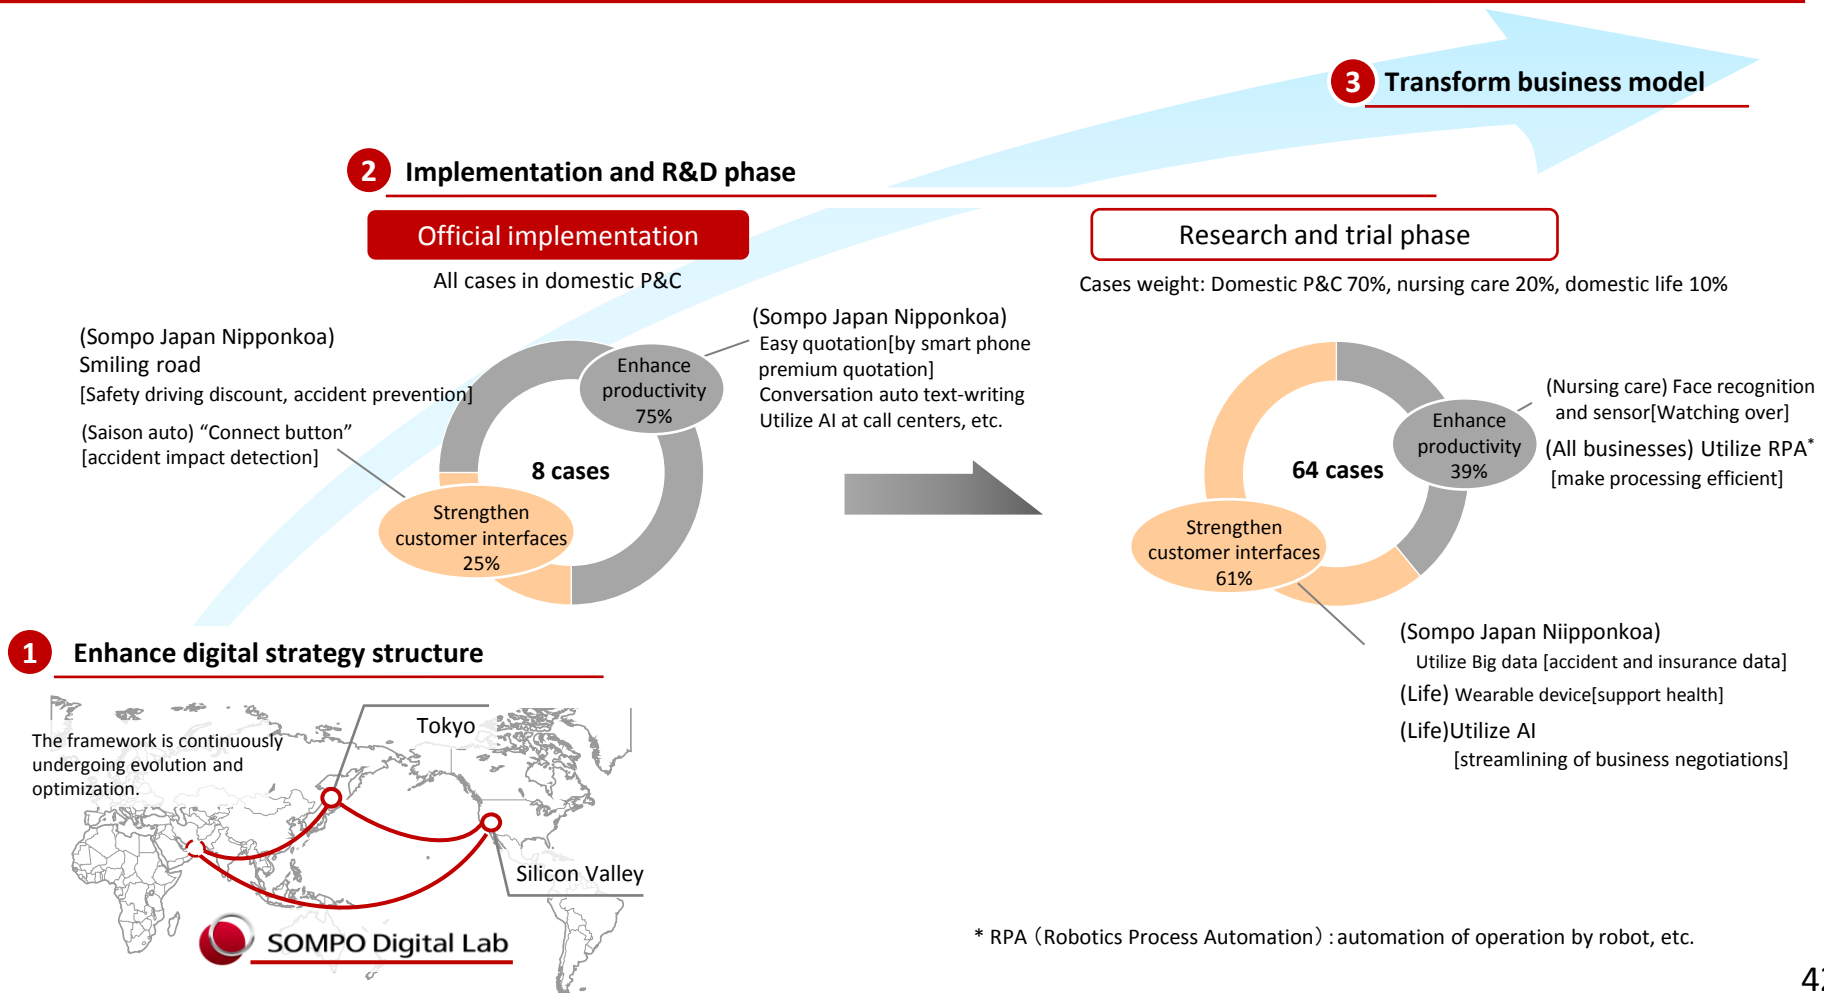 3 Transform business model
2 Implementation and R&D phase
Official implementation
All cases in domestic P&C
(Sompo Japan Nipponkoa)
Smiling road
[Safety driving discount, accident prevention]
(Saison auto) “Connect button”
[accident impact detection]
Enhance
productivity
75%
8 cases
Strengthen
customer interfaces
25%
(Sompo Japan Nipponkoa)
Easy quotation[by smart phone
premium quotation]
Conversation auto text-writing
Utilize AI at call centers, etc.
Research and trial phase
Cases weight: Domestic P&C 70%, nursing care 20%, domestic life 10%
Enhance
productivity
39%
64 cases
Strengthen
customer interfaces
61%
(Nursing care) Face recognition
and sensor[Watching over]
(All businesses) Utilize RPA*
[make processing efficient]
(Sompo Japan Niipponkoa)
Utilize Big data [accident and insurance data]
(Life) Wearable device[support health]
(Life)Utilize AI
[streamlining of business negotiations]
1 Enhance digital strategy structure
The framework is continuously
undergoing evolution and
optimization.
Tokyo
Silicon Valley
SOMPO Digital Lab
* RPA（Robotics Process Automation）: automation of operation by robot, etc.